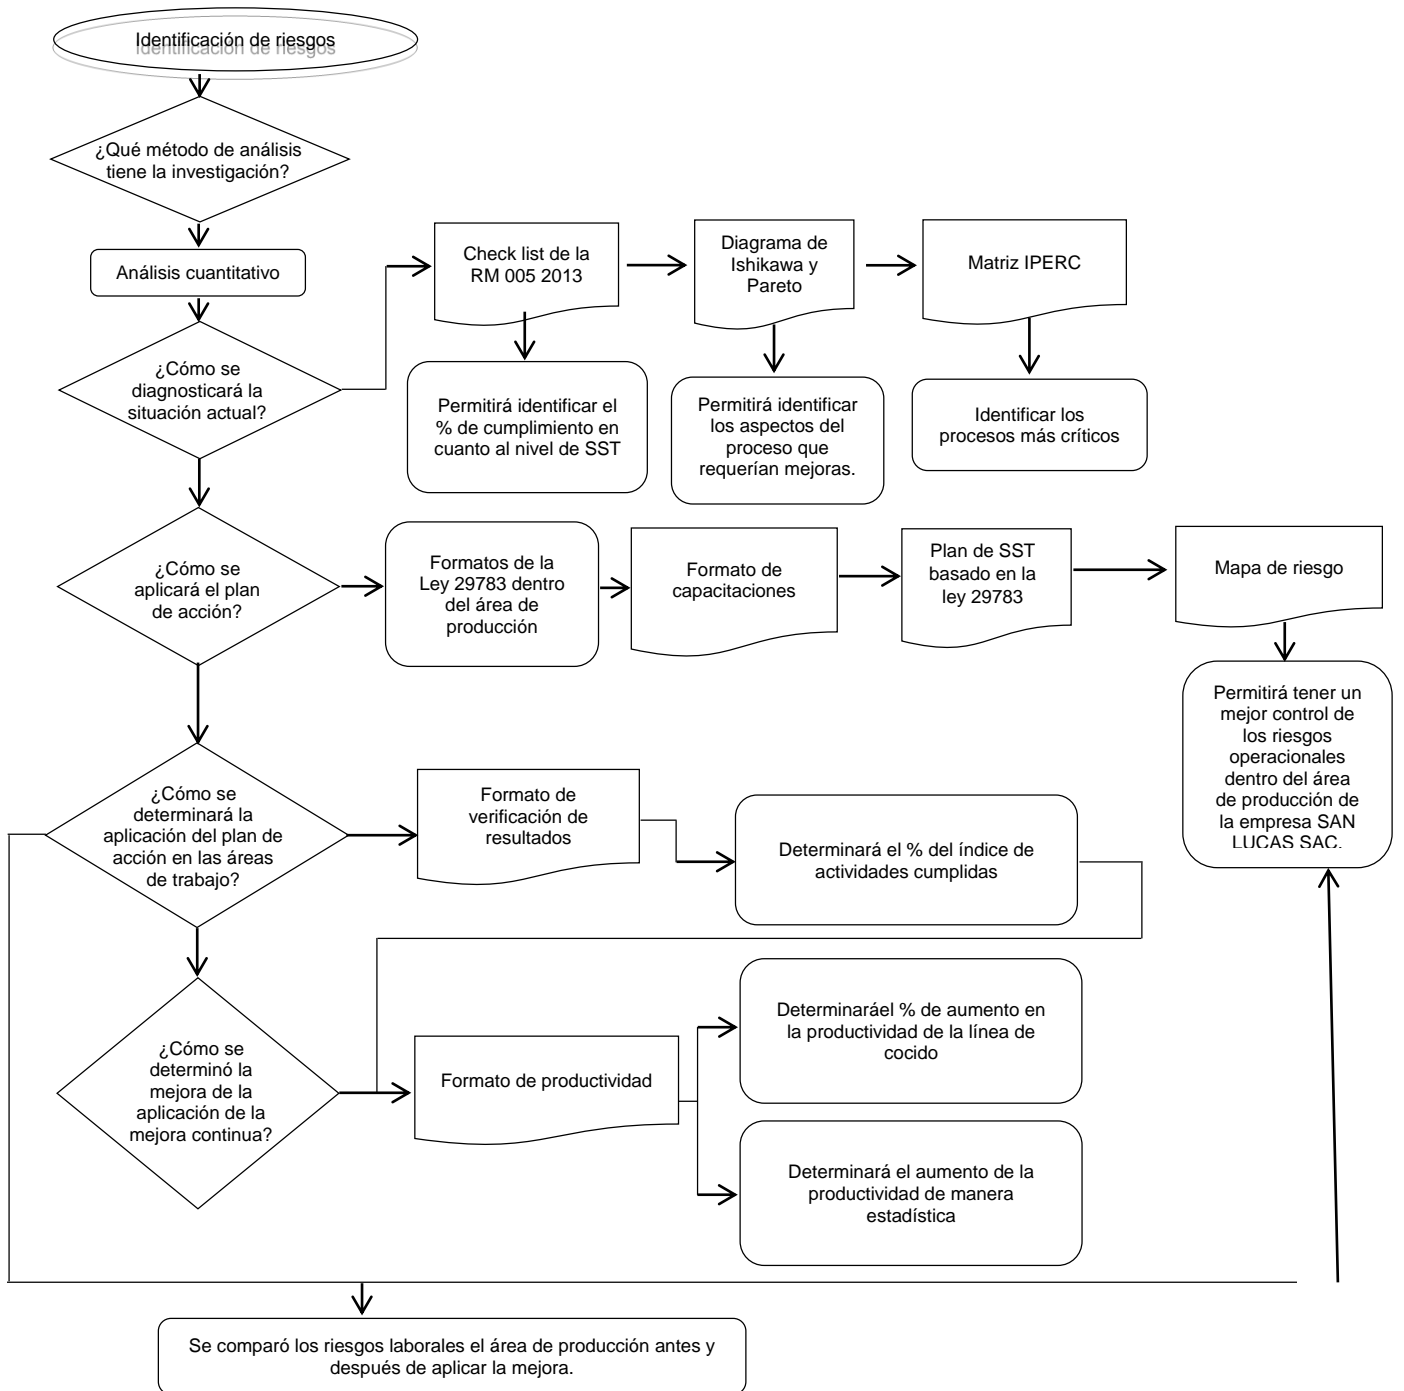 Identificación de riesgos
¿Qué método de análisis
tiene la investigación?
Análisis cuantitativo
¿Cómo se
diagnosticará la
situación actual?
Check list de la
RM 005 2013
Diagrama de
Ishikawa y
Pareto
Matriz IPERC
Permitirá identificar el
% de cumplimiento en
cuanto al nivel de SST
Permitirá identificar
los aspectos del
proceso que
requerían mejoras.
Identificar los
procesos más críticos
¿Cómo se
aplicará el plan
de acción?
Formatos de la
Ley 29783 dentro
del área de
producción
Formato de
capacitaciones
Plan de SST
basado en la
ley 29783
Mapa de riesgo
Permitirá tener un
mejor control de
los riesgos
operacionales
dentro del área
de producción de
la empresa SAN
LUCAS SAC.
¿Cómo se
determinará la
aplicación del plan de
acción en las áreas
de trabajo?
Formato de
verificación de
resultados
Determinará el % del índice de
actividades cumplidas
¿Cómo se
determinó la
mejora de la
aplicación de la
mejora continua?
Formato de productividad
Determinaráel % de aumento en
la productividad de la línea de
cocido
Determinará el aumento de la
productividad de manera
estadística
Se comparó los riesgos laborales el área de producción antes y
después de aplicar la mejora.